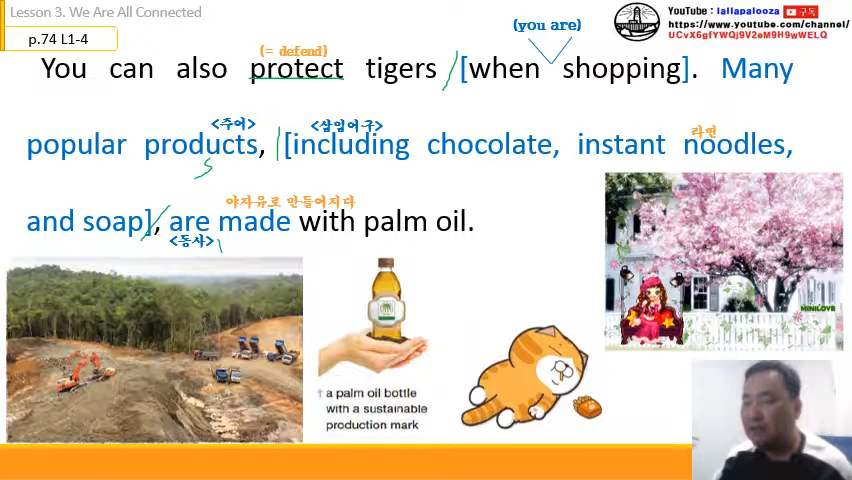 Lesson 3. We Are All Connected
p.74 L1-4
YouTube : lallapalooza 구독
https://www.youtube.com/channel/
UCvX6gfYWQj9V2eM9H9wWELQ
(= defend)
(you are)
You can also protect tigers / [when shopping]. Many
<주어>
<삽입어구>
라면
popular products, [including chocolate, instant noodles,
S
야자유로 만들어지다
and soap], are made with palm oil.
<동사>
MINILOVE
↑ a palm oil bottle
with a sustainable
production mark